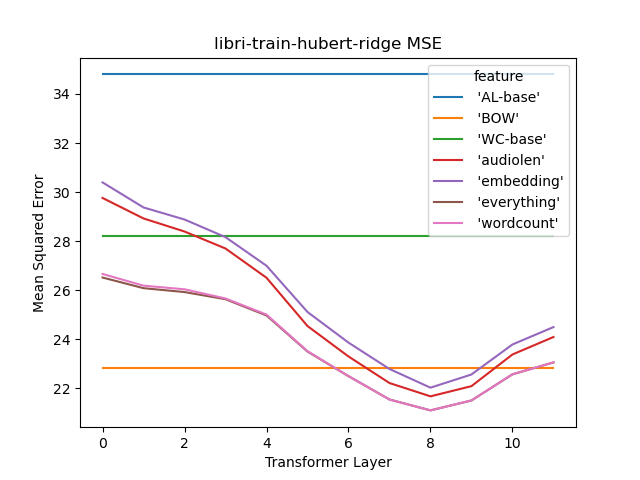 libri-train-hubert-ridge MSE
feature
'AL-base'
'BOW'
'WC-base'
'audiolen'
'embedding'
'everything'
'wordcount'
Mean Squared Error
34
32
30
28
26
24
22
0
2
4
6
8
10
Transformer Layer